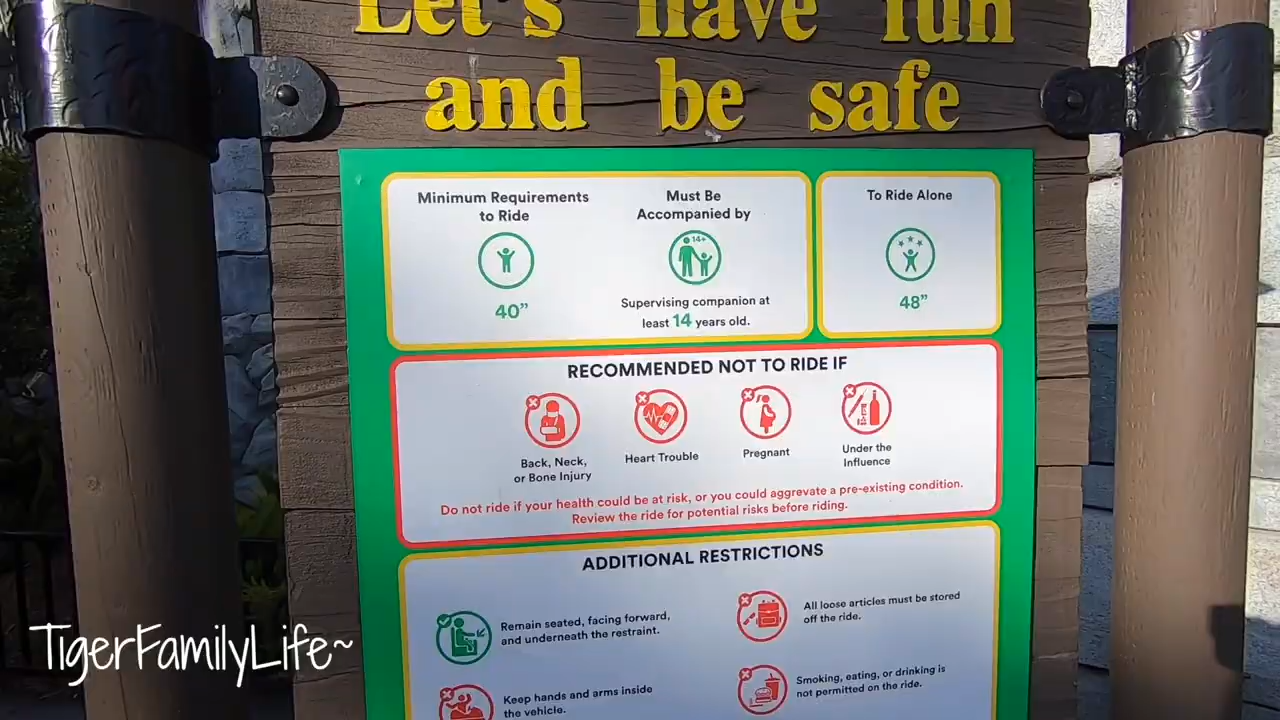 Let's have fun
and be safe
Minimum Requirements
to Ride
40”
Must Be
Accompanied by
14+
Supervising companion at
least 14 years old.
To Ride Alone
48”
RECOMMENDED NOT TO RIDE IF
Back, Neck,
or Bone Injury
Heart Trouble
Pregnant
Under the
Influence
Do not ride if your health could be at risk, or you could aggrevate a pre-existing condition.
Review the ride for potential risks before riding.
ADDITIONAL RESTRICTIONS
Remain seated, facing forward,
and underneath the restraint.
All loose articles must be stored
off the ride.
Keep hands and arms inside
the vehicle.
Smoking, eating, or drinking is
not permitted on the ride.
TigerFamilyLife~